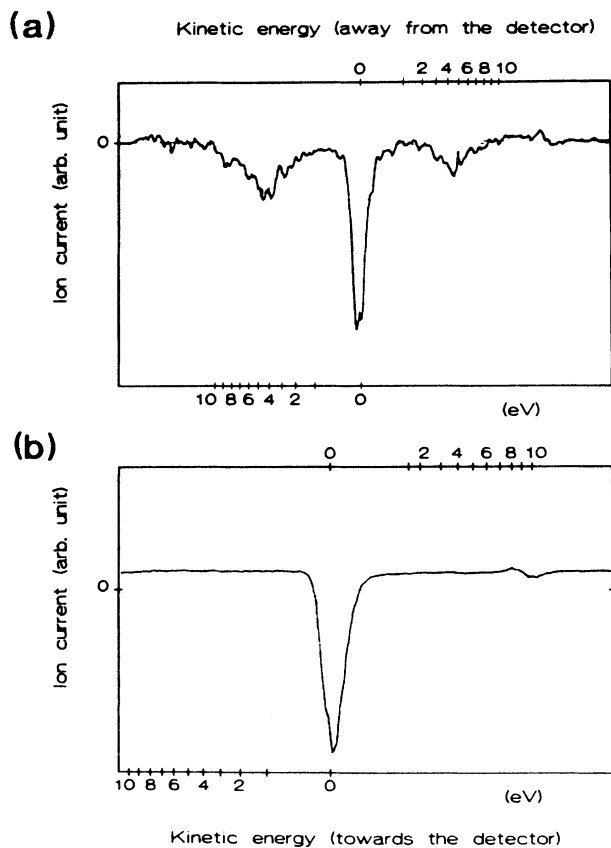 (a)
Kinetic energy (away from the detector)
0 2 4 6 8 10
Ion current (arb. unit)
0
10 8 6 4 2 0
(eV)
(b)
0 2 4 6 8 10
Ion current (arb. unit)
0
10 8 6 4 2 0
(eV)
Kinetic energy (towards the detector)